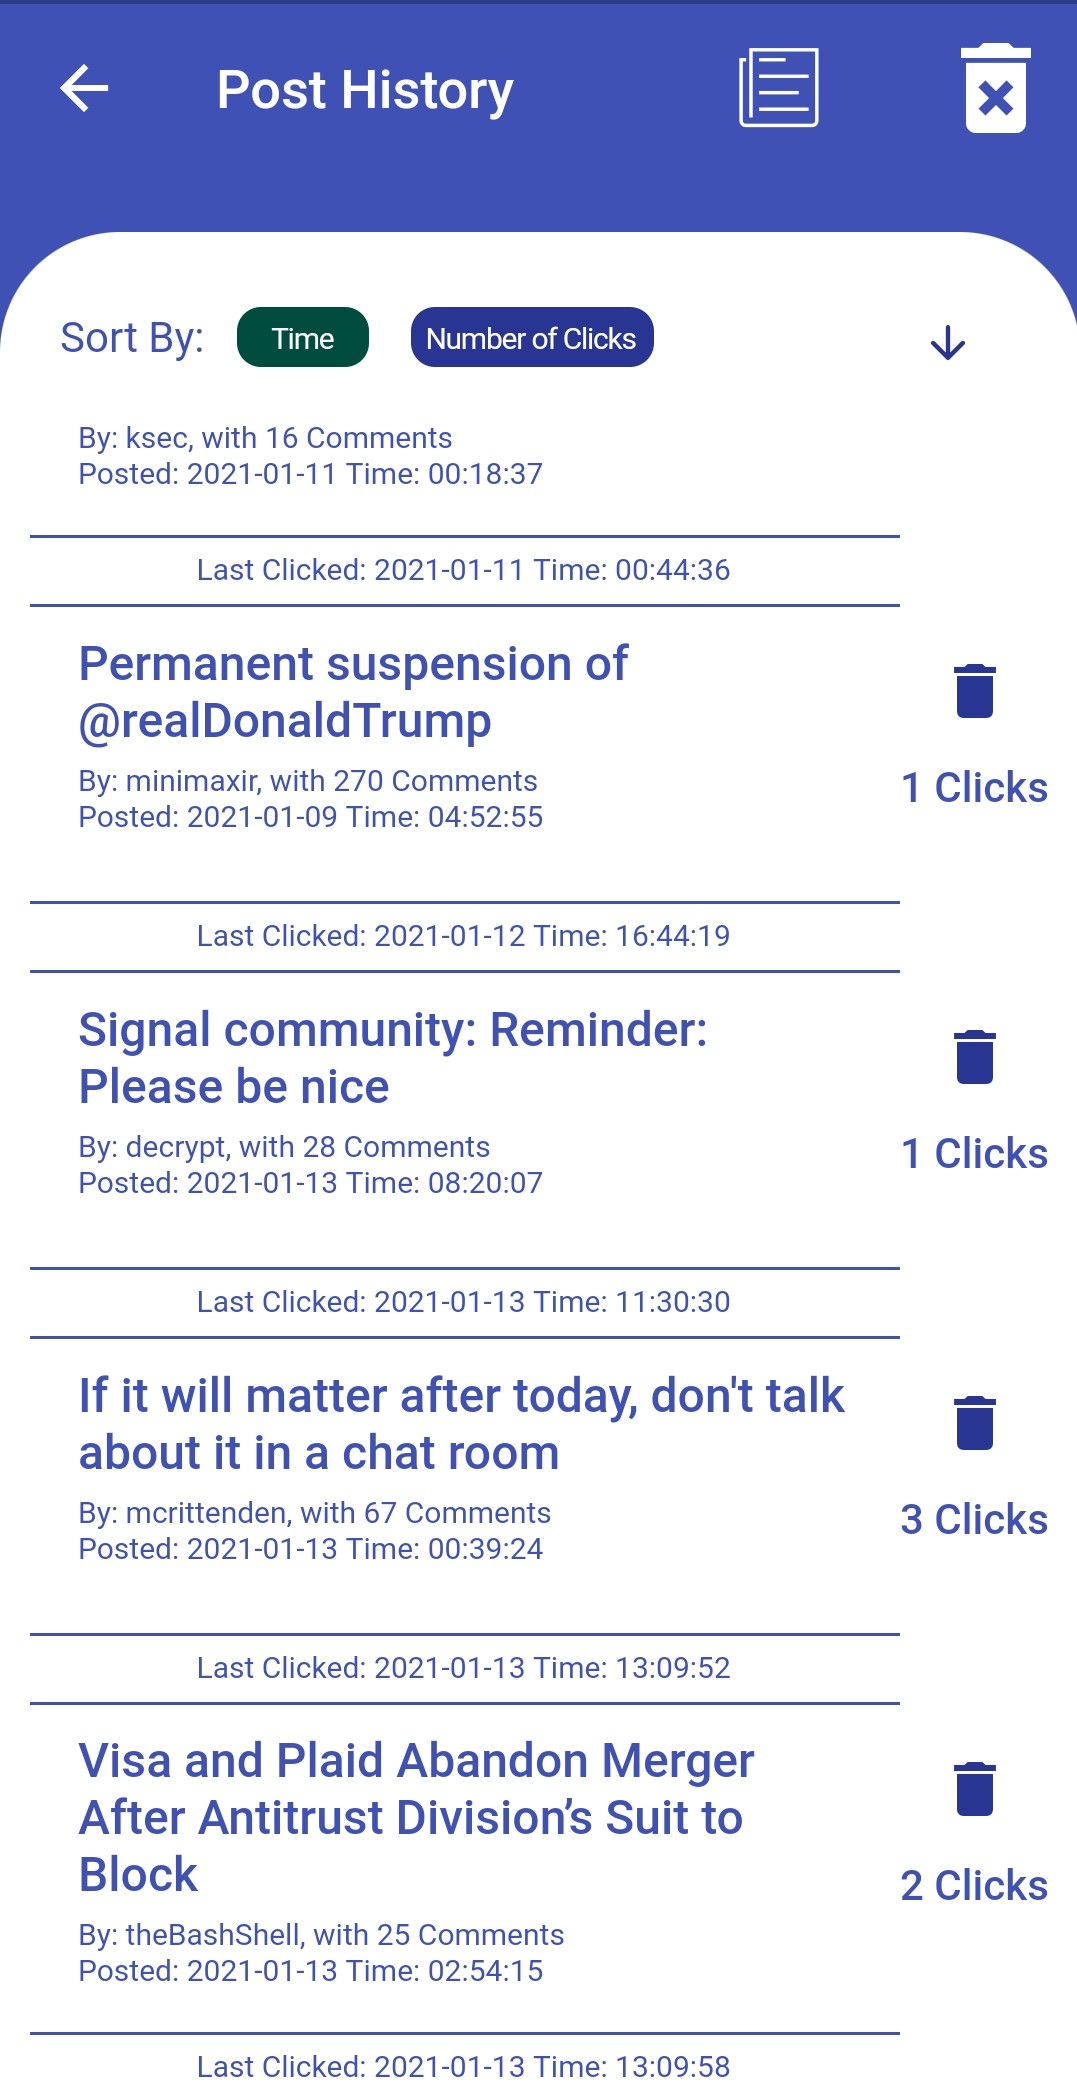 Post History
Sort By: Time Number of Clicks
By: ksec, with 16 Comments
Posted: 2021-01-11 Time: 00:18:37
Last Clicked: 2021-01-11 Time: 00:44:36
Permanent suspension of
@realDonaldTrump
By: minimaxir, with 270 Comments
Posted: 2021-01-09 Time: 04:52:55
1 Clicks
Last Clicked: 2021-01-12 Time: 16:44:19
Signal community: Reminder:
Please be nice
By: decrypt, with 28 Comments
Posted: 2021-01-13 Time: 08:20:07
1 Clicks
Last Clicked: 2021-01-13 Time: 11:30:30
If it will matter after today, don't talk
about it in a chat room
By: mcrittenden, with 67 Comments
Posted: 2021-01-13 Time: 00:39:24
3 Clicks
Last Clicked: 2021-01-13 Time: 13:09:52
Visa and Plaid Abandon Merger
After Antitrust Division’s Suit to
Block
By: theBashShell, with 25 Comments
Posted: 2021-01-13 Time: 02:54:15
2 Clicks
Last Clicked: 2021-01-13 Time: 13:09:58